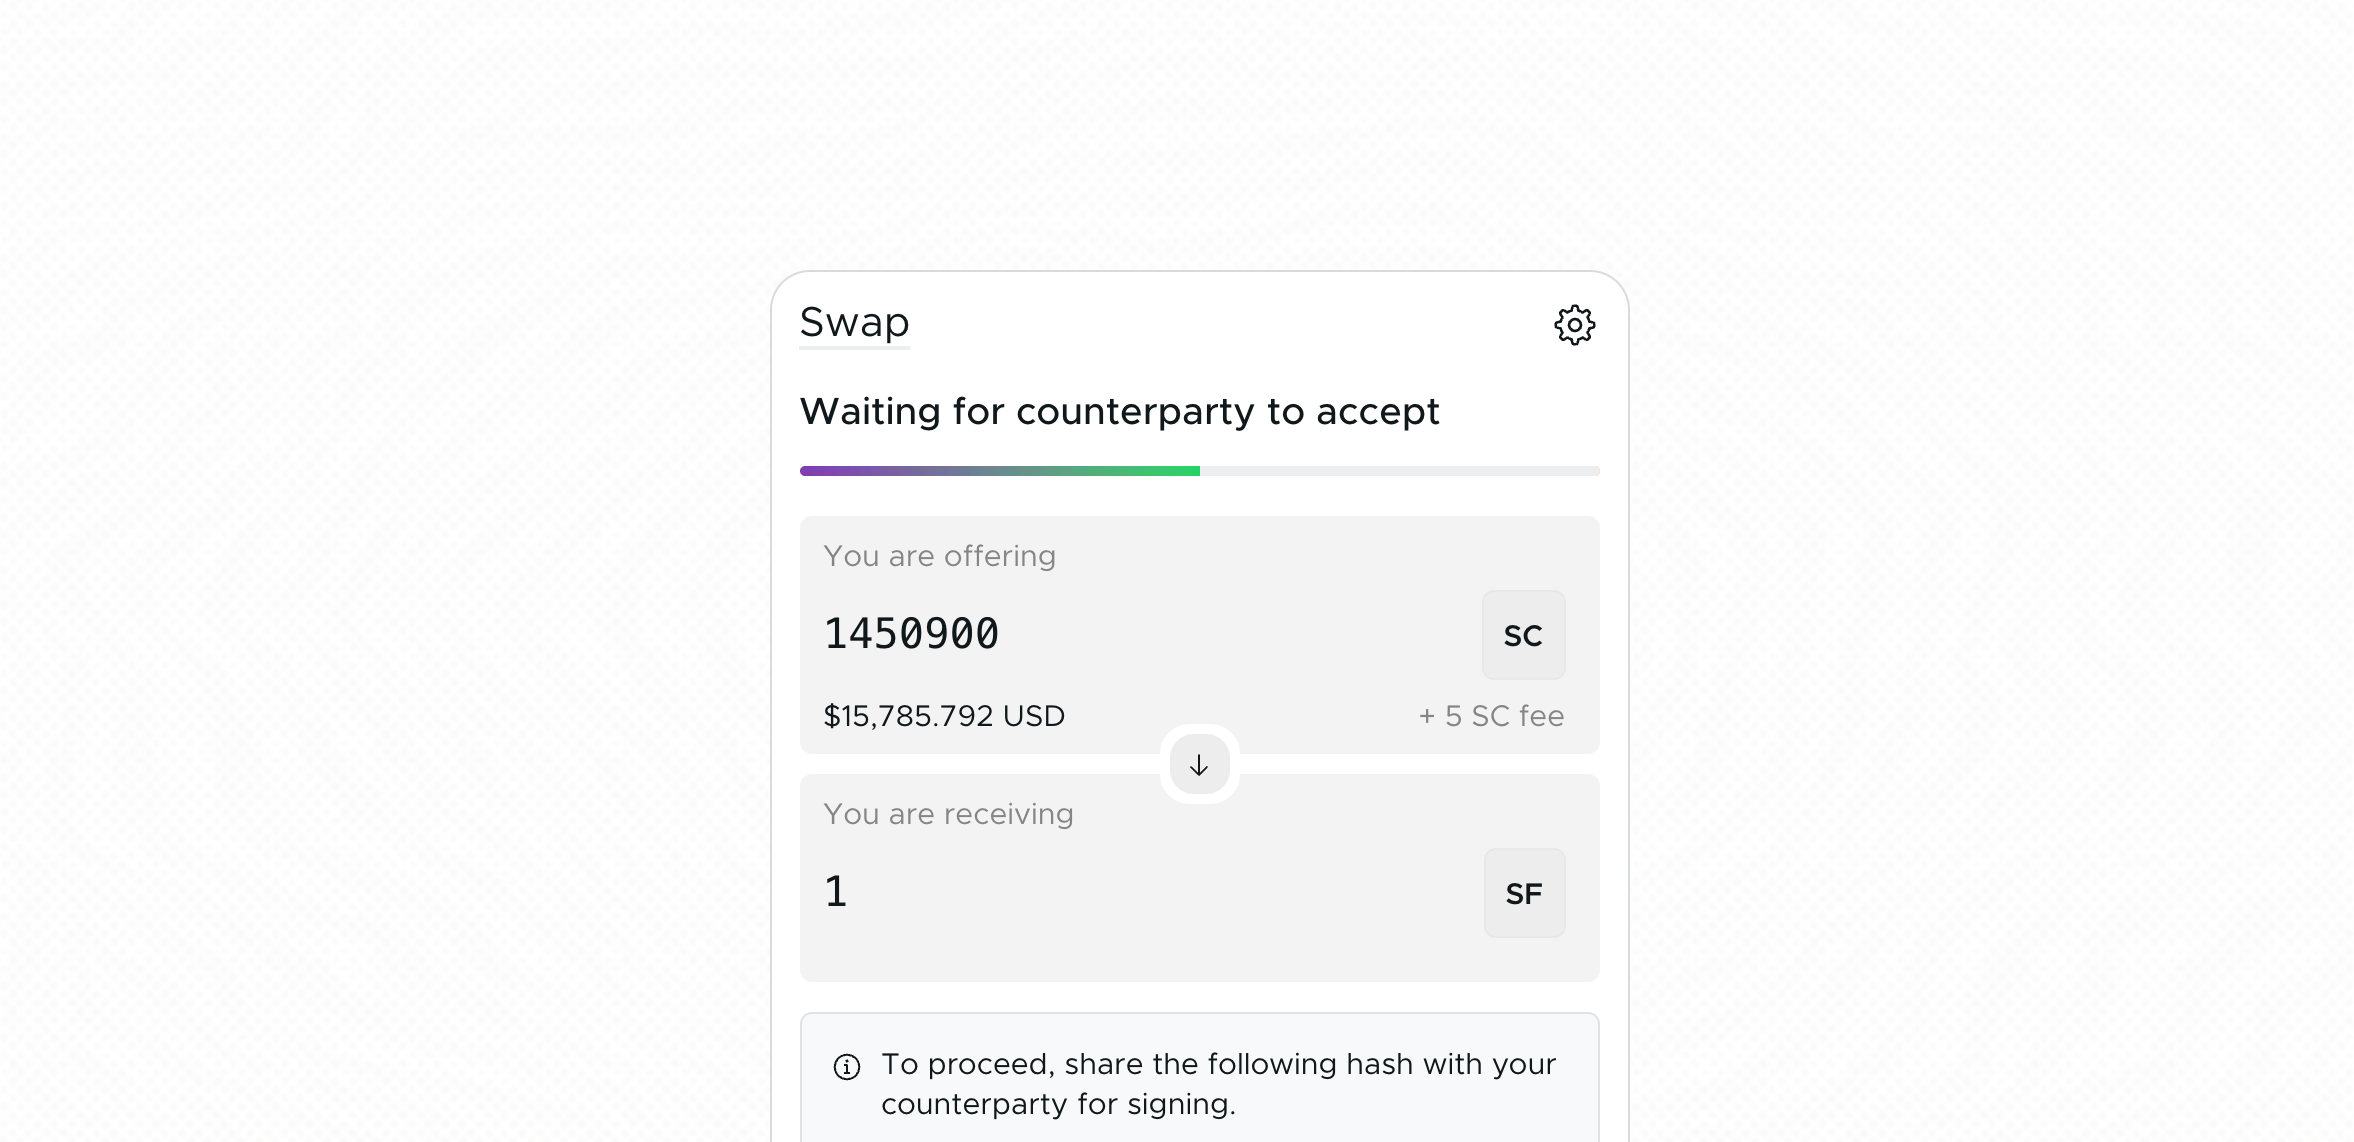 Swap
Waiting for counterparty to accept
You are offering
1450900
SC
$15,785.792 USD
+ 5 SC fee
You are receiving
1
SF
To proceed, share the following hash with your
counterparty for signing.